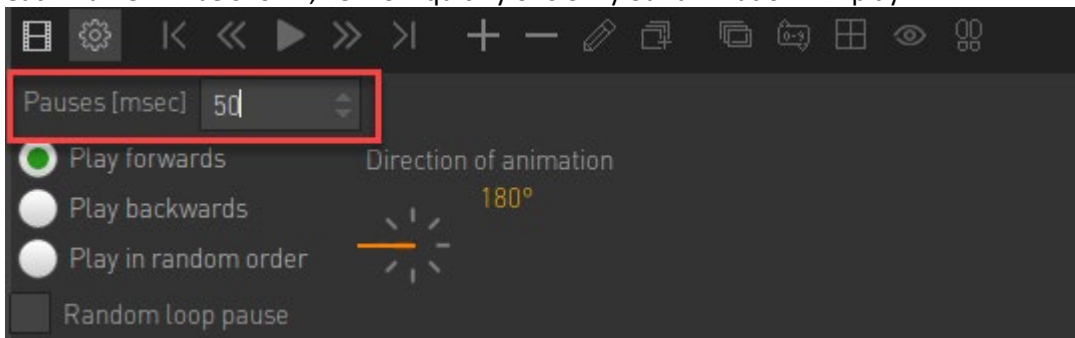 Pauses [msec] 50
Play forwards
Direction of animation
180°
Play backwards
Play in random order
Random loop pause